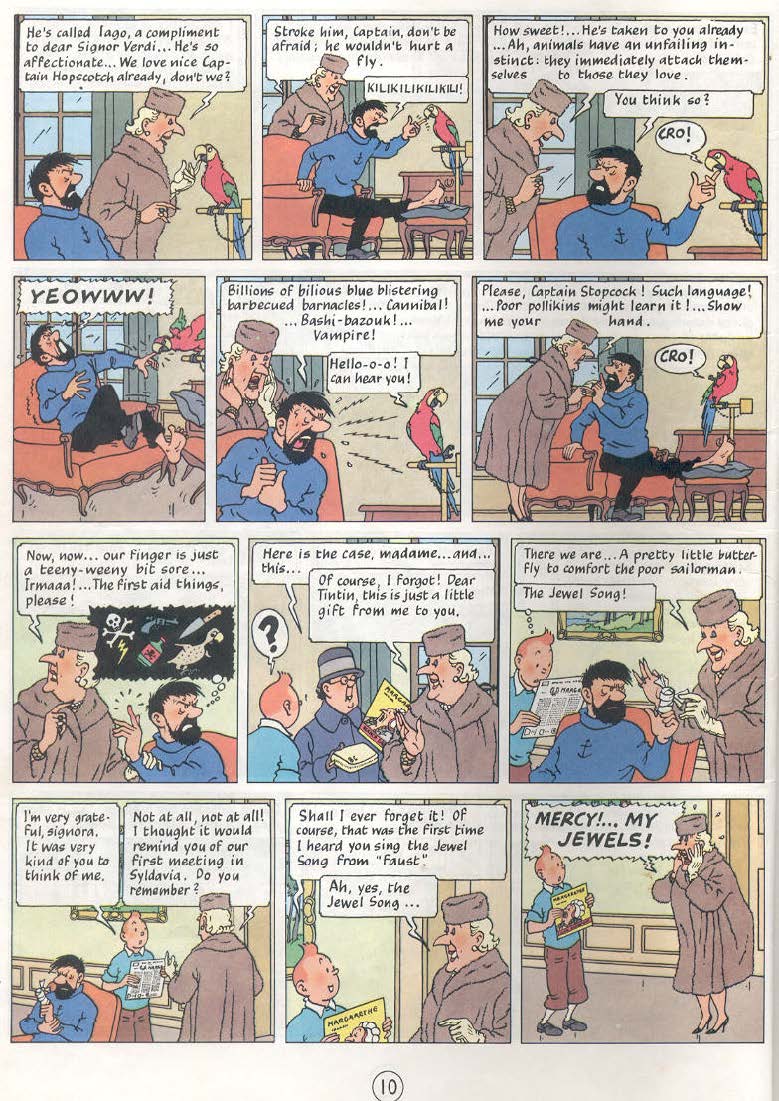 He's called Iago, a compliment
to dear Signor Verdi... He's so
affectionate... We love nice Cap-
tain Hopscotch already, don't we?
Stroke him, Captain, don't be
afraid; he wouldn't hurt a
fly.
KILIKILIKILIKILI!
How sweet!... He's taken to you already
... Ah, animals have an unfailing in-
stinct: they immediately attach them-
selves to those they love.
You think so?
CRO!
YEOWWW!
Billions of bilious blue blistering
barbecued barnacles!... Cannibal!
... Bashi-bazouk!...
Vampire!
Hello-o-o! I
can hear you!
Please, Captain Stopcock! Such language!
...Poor pollikins might learn it!... Show
me your hand.
CRO!
Now, now... our finger is just
a teeny-weeny bit sore...
Irmaaa!... The first aid things,
please!
Here is the case, madame...and...
this...
Of course, I forgot! Dear
Tintin, this is just a little
gift from me to you.
?
There we are... A pretty little butter-
fly to comfort the poor sailorman.
The Jewel Song!
I'm very grate-
ful, signora.
It was very
kind of you to
think of me.
Not at all, not at all!
I thought it would
remind you of our
first meeting in
Syldavia. Do you
remember?
Shall I ever forget it! Of
course, that was the first time
I heard you sing the Jewel
Song from "Faust"
Ah, yes, the
Jewel Song ...
MARGARETHE
MERCY!... MY
JEWELS!
MARGARETHE
10